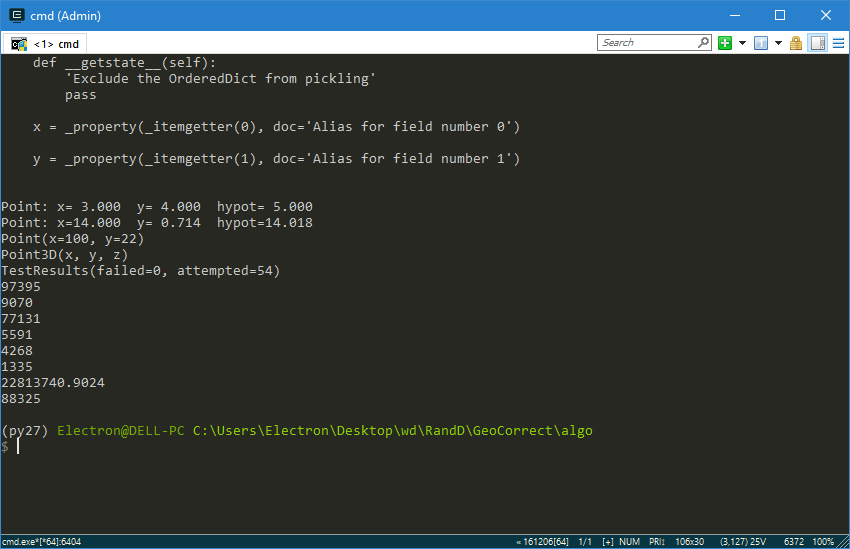 cmd (Admin)
<1> cmd
Search
def __getstate__(self):
'Exclude the OrderedDict from pickling'
pass
x = _property(_itemgetter(0), doc='Alias for field number 0')
y = _property(_itemgetter(1), doc='Alias for field number 1')
Point: x= 3.000  y= 4.000  hypot= 5.000
Point: x=14.000  y= 0.714  hypot=14.018
Point(x=100, y=22)
Point3D(x, y, z)
TestResults(failed=0, attempted=54)
97395
9070
77131
5591
4268
1335
22813740.9024
88325
(py27) Electron@DELL-PC C:\Users\Electron\Desktop\wd\RandD\GeoCorrect\algo
$
cmd.exe*[*64]:6404 « 161206[64] 1/1 [+] NUM PRI↕ 106x30 (3,127) 25V 6372 100%